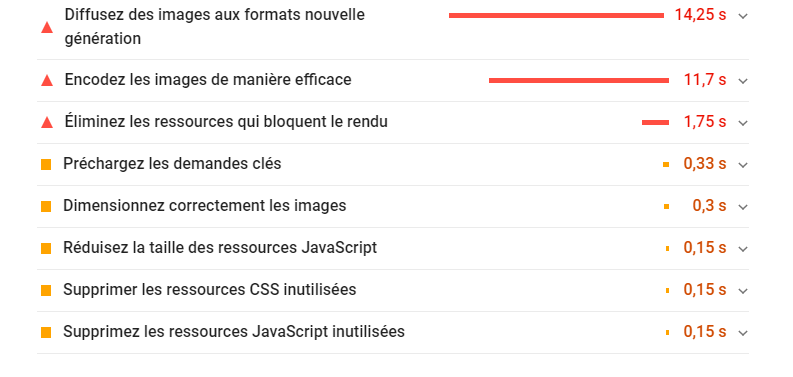 Diffusez des images aux formats nouvelle 14,25 s
génération
Encodez les images de manière efficace 11,7 s
Éliminez les ressources qui bloquent le rendu 1,75 s
Préchargez les demandes clés 0,33 s
Dimensionnez correctement les images 0,3 s
Réduisez la taille des ressources JavaScript 0,15 s
Supprimer les ressources CSS inutilisées 0,15 s
Supprimez les ressources JavaScript inutilisées 0,15 s